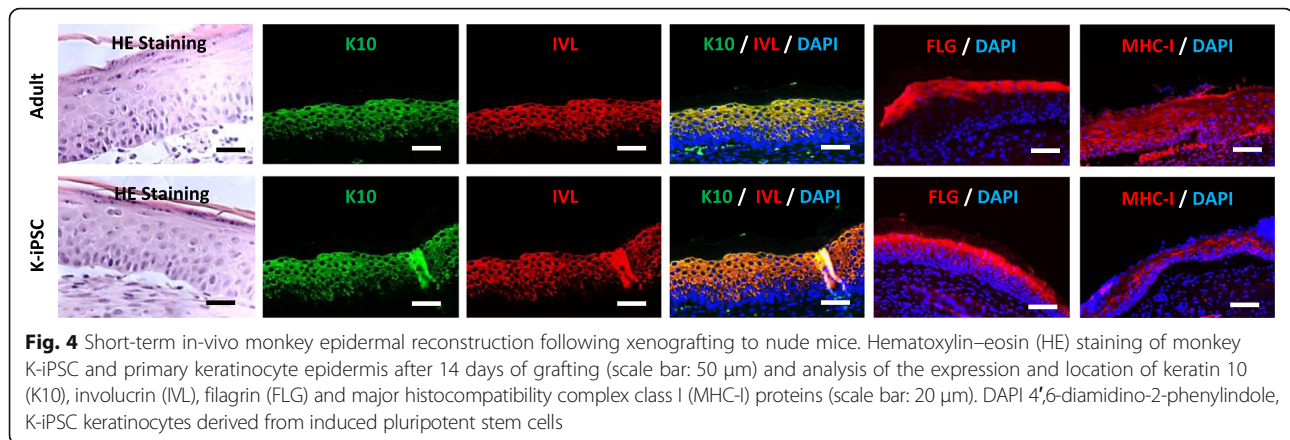 HE Staining
K10
IVL
K10 / IVL / DAPI
FLG / DAPI
MHC-I / DAPI
Adult
HE Staining
K10
IVL
K10 / IVL / DAPI
FLG / DAPI
MHC-I / DAPI
K-iPSC
Fig. 4 Short-term in-vivo monkey epidermal reconstruction following xenografting to nude mice. Hematoxylin–eosin (HE) staining of monkey
K-iPSC and primary keratinocyte epidermis after 14 days of grafting (scale bar: 50 μm) and analysis of the expression and location of keratin 10
(K10), involucrin (IVL), filagrin (FLG) and major histocompatibility complex class I (MHC-I) proteins (scale bar: 20 μm). DAPI 4′,6-diamidino-2-phenylindole,
K-iPSC keratinocytes derived from induced pluripotent stem cells